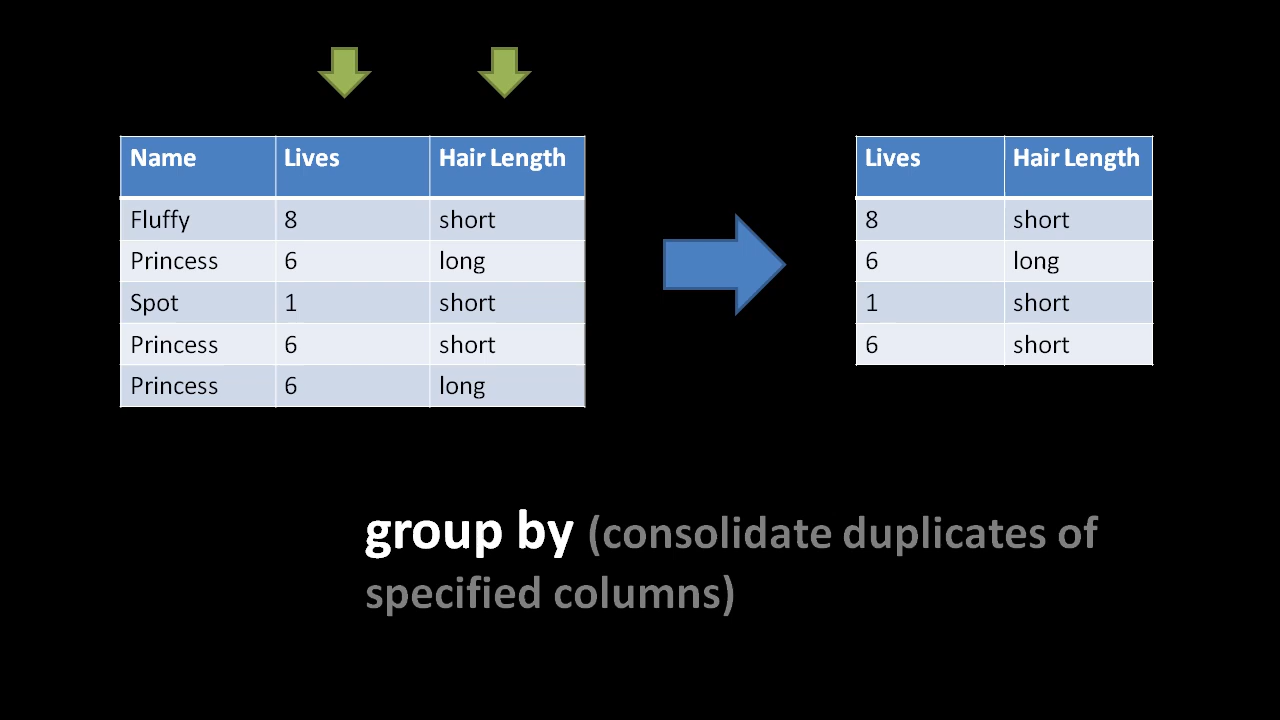 Name Lives Hair Length
Fluffy 8 short
Princess 6 long
Spot 1 short
Princess 6 short
Princess 6 long
Lives Hair Length
8 short
6 long
1 short
6 short
group by (consolidate duplicates of
specified columns)